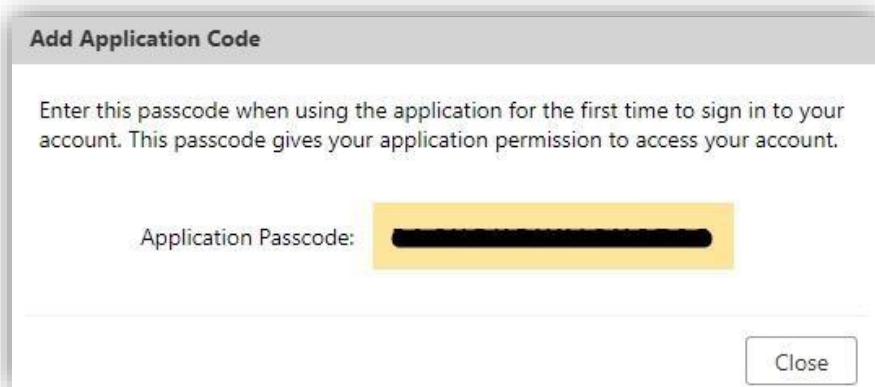 Add Application Code
Enter this passcode when using the application for the first time to sign in to your
account. This passcode gives your application permission to access your account.
Application Passcode:
Close